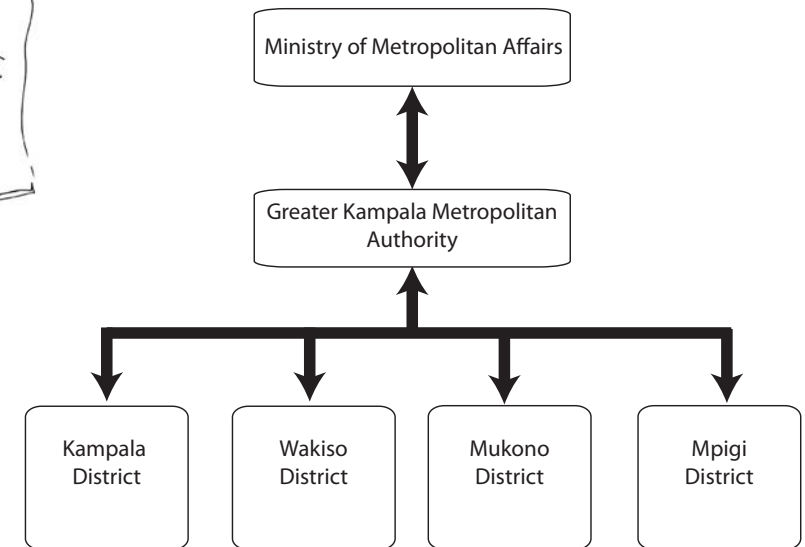 Ministry of Metropolitan Affairs
Greater Kampala Metropolitan
Authority
Kampala
District
Wakiso
District
Mukono
District
Mpigi
District